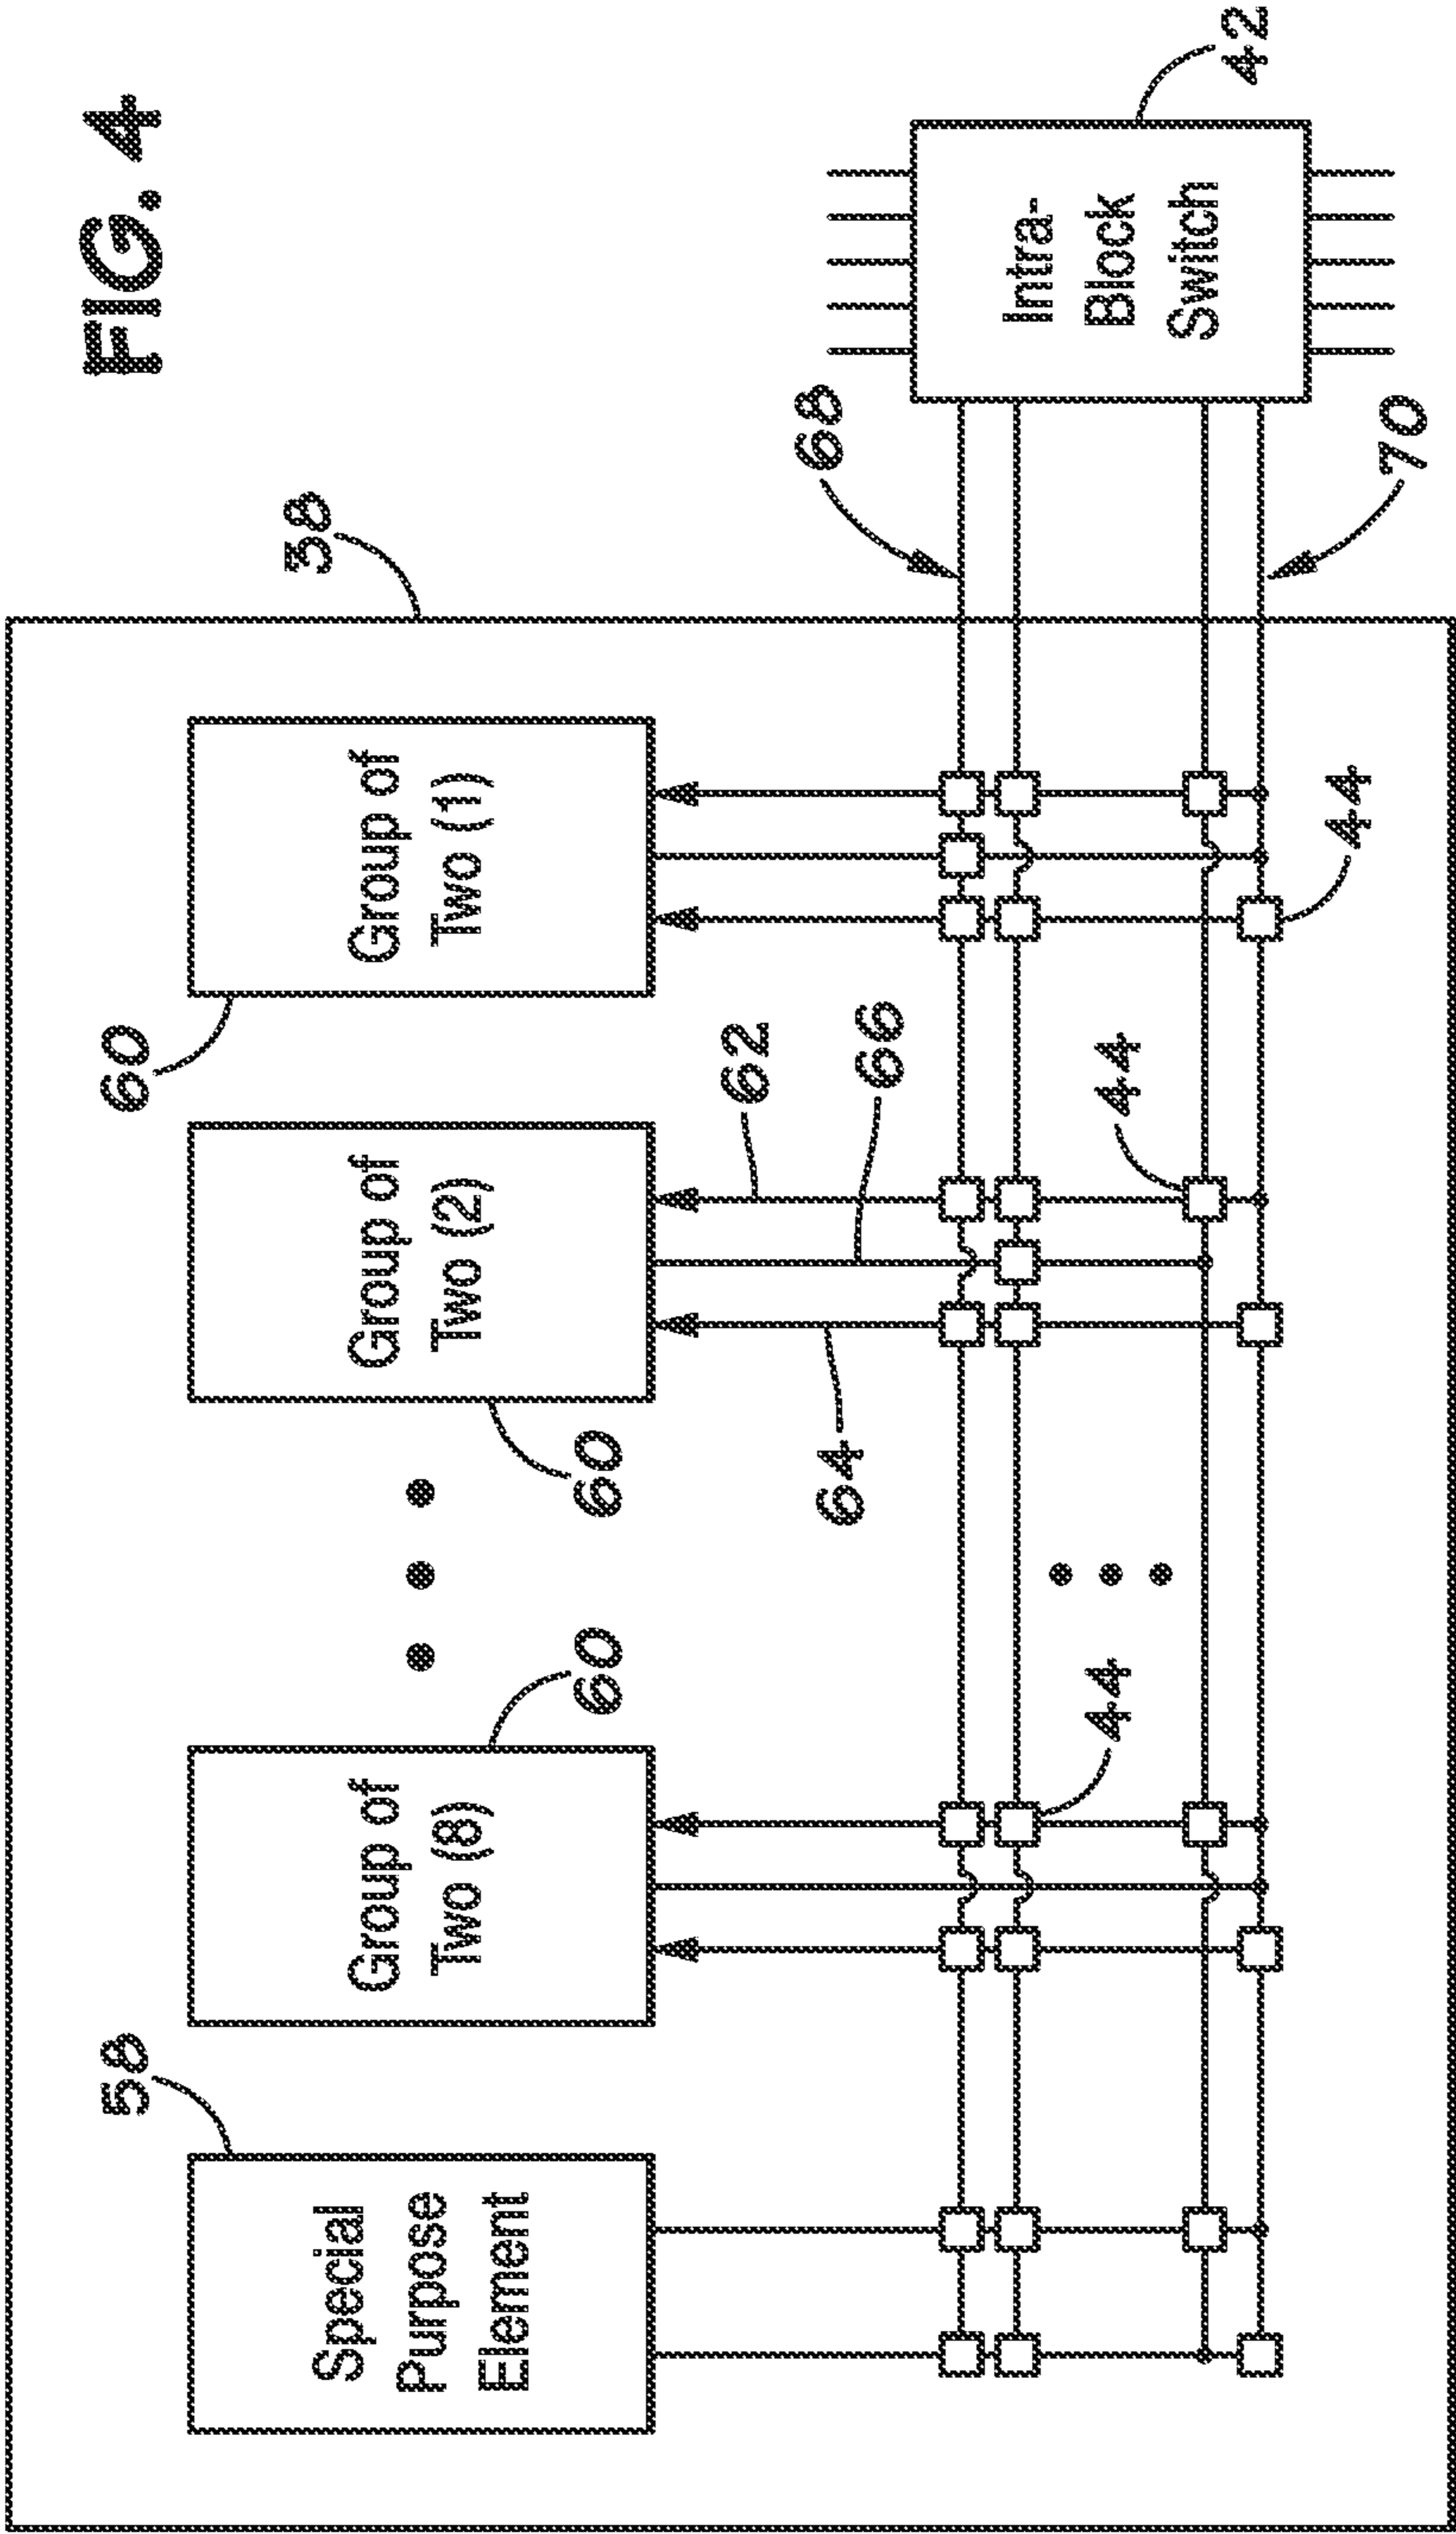 FIG. 4
38
58
60
Special
Purpose
Element
Group of
Two (8)
Group of
Two (2)
Group of
Two (1)
60
60
62
66
64
68
42
Intra-
Block
Switch
44
44
44
70